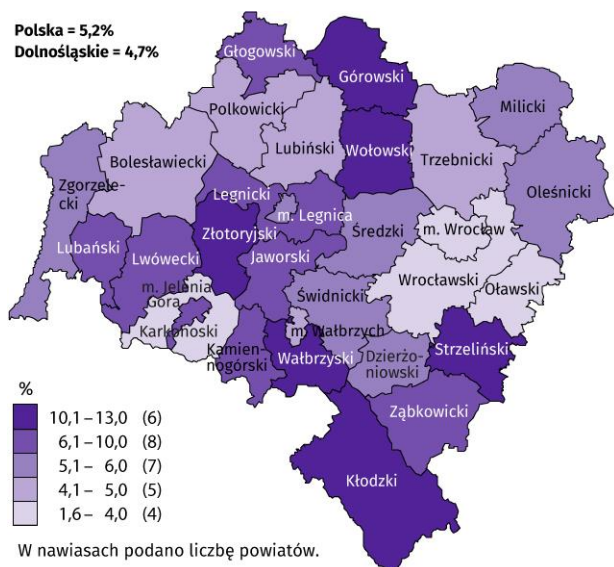 Polska = 5,2%
Dolnośląskie = 4,7%
Głogowski
Górowski
Milicki
Polkowicki
Lubiński
Wołowski
Trzebnicki
Bolesławiecki
Zgorzele-
cki
Oleśnicki
Legnicki
m. Legnica
Złotoryjski
Średzki
m. Wrocław
Lubański
Lwówecki
Jaworski
Wrocławski
Oławski
m. Jelenia
Góra
Karkonoski
Świdnicki
Kamien-
nogórski
m. Wałbrzych
Wałbrzyski
Dzierżo-
niowski
Strzeliński
Ząbkowicki
Kłodzki
%
10,1 – 13,0 (6)
6,1 – 10,0 (8)
5,1 – 6,0 (7)
4,1 – 5,0 (5)
1,6 – 4,0 (4)
W nawiasach podano liczbę powiatów.